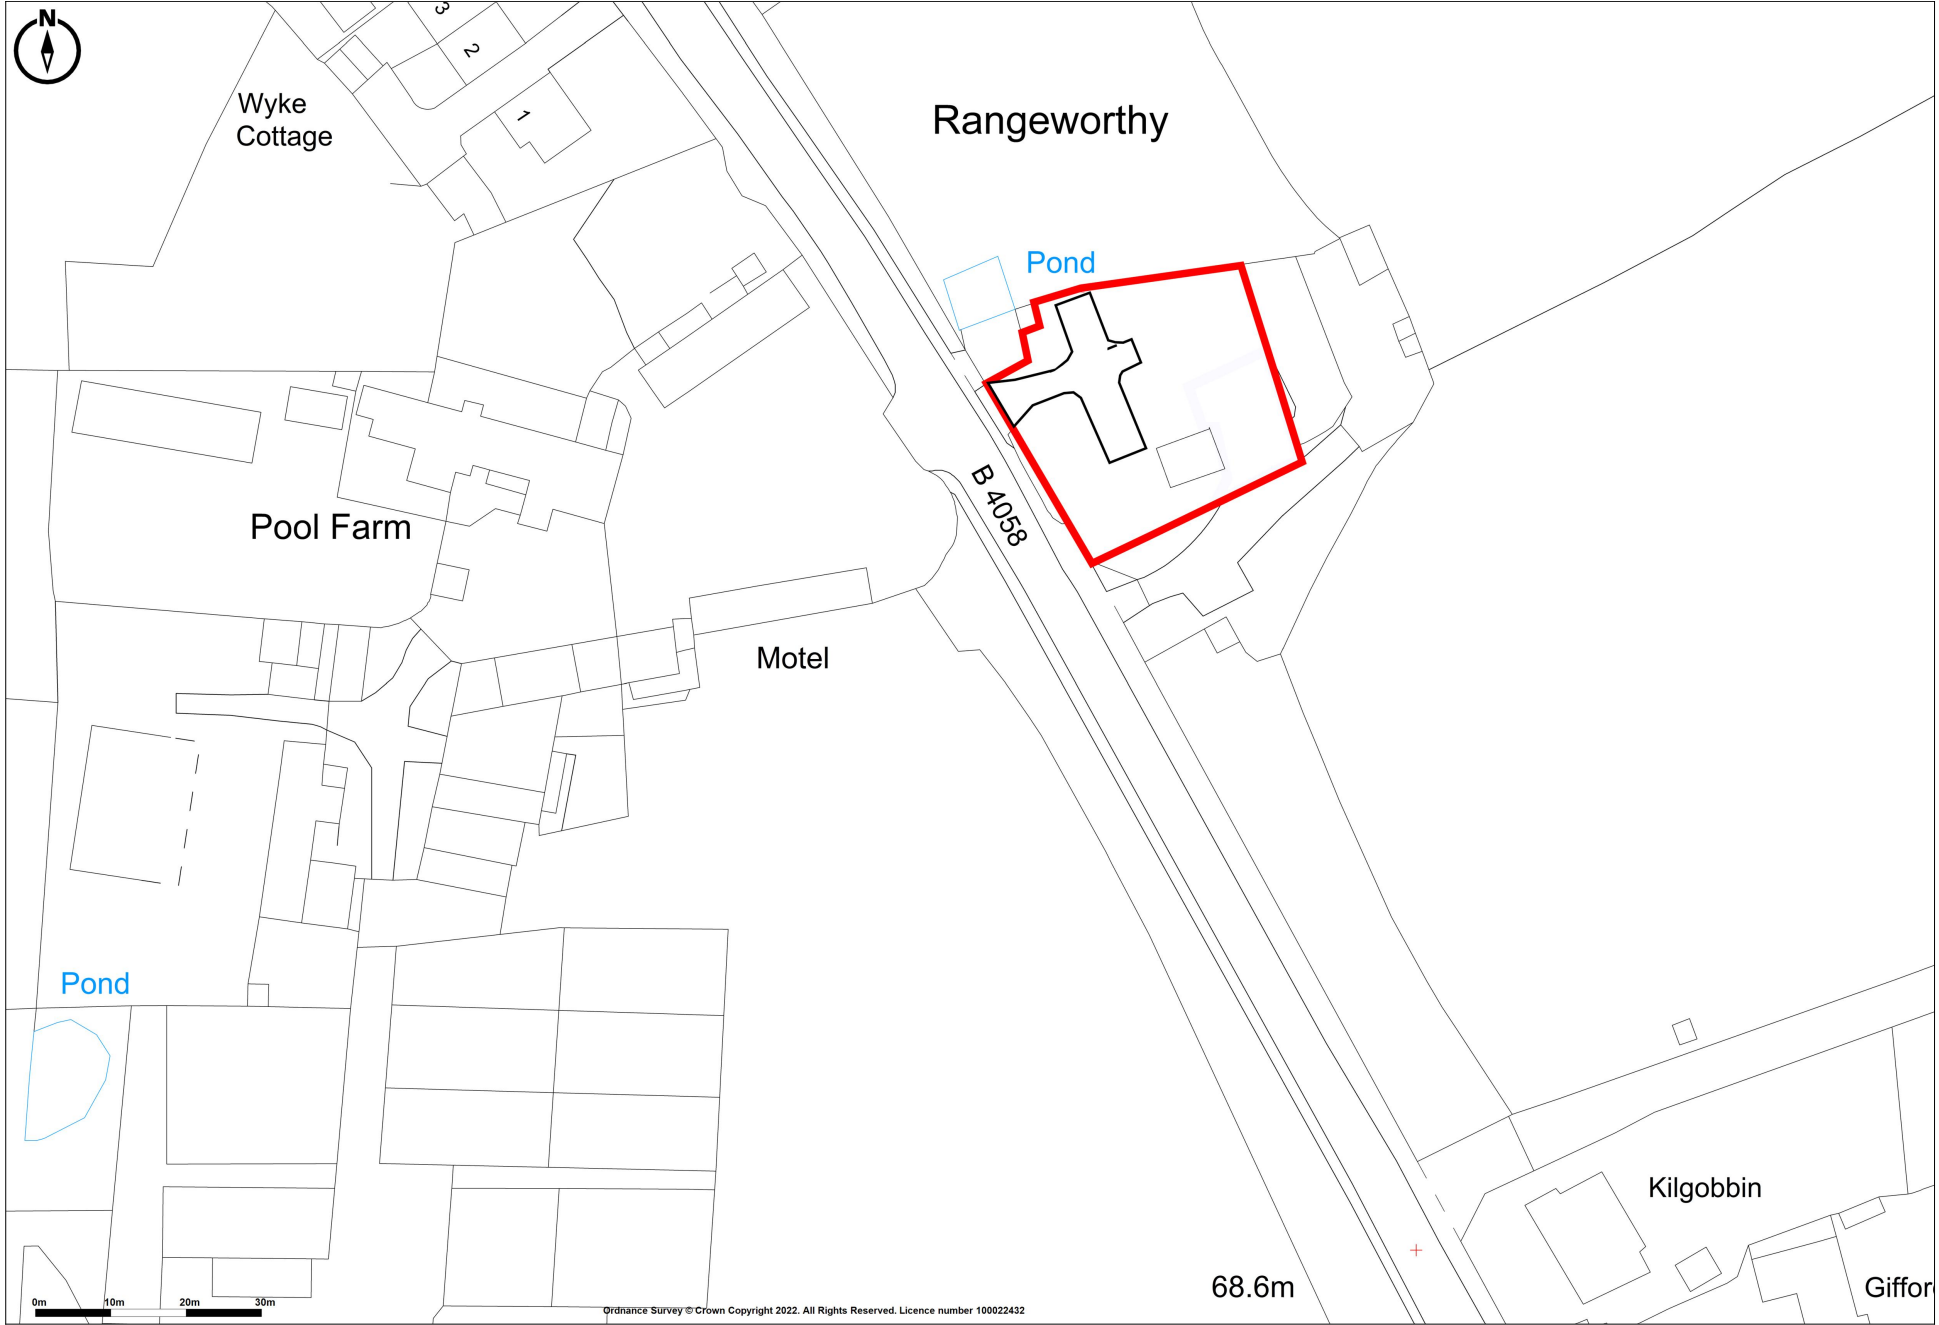 N
3
2
1
Wyke
Cottage
Rangeworthy
Pond
B 4058
Pool Farm
Motel
Pond
Kilgobbin
68.6m
Giffor
0m 10m 20m 30m
Ordnance Survey © Crown Copyright 2022. All Rights Reserved. Licence number 100022432